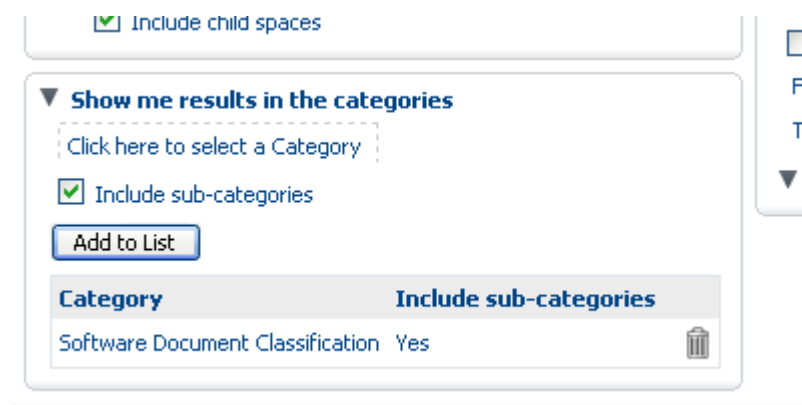 Include child spaces
Show me results in the categories
Click here to select a Category
Include sub-categories
Add to List
Category Include sub-categories
Software Document Classification Yes
F
T